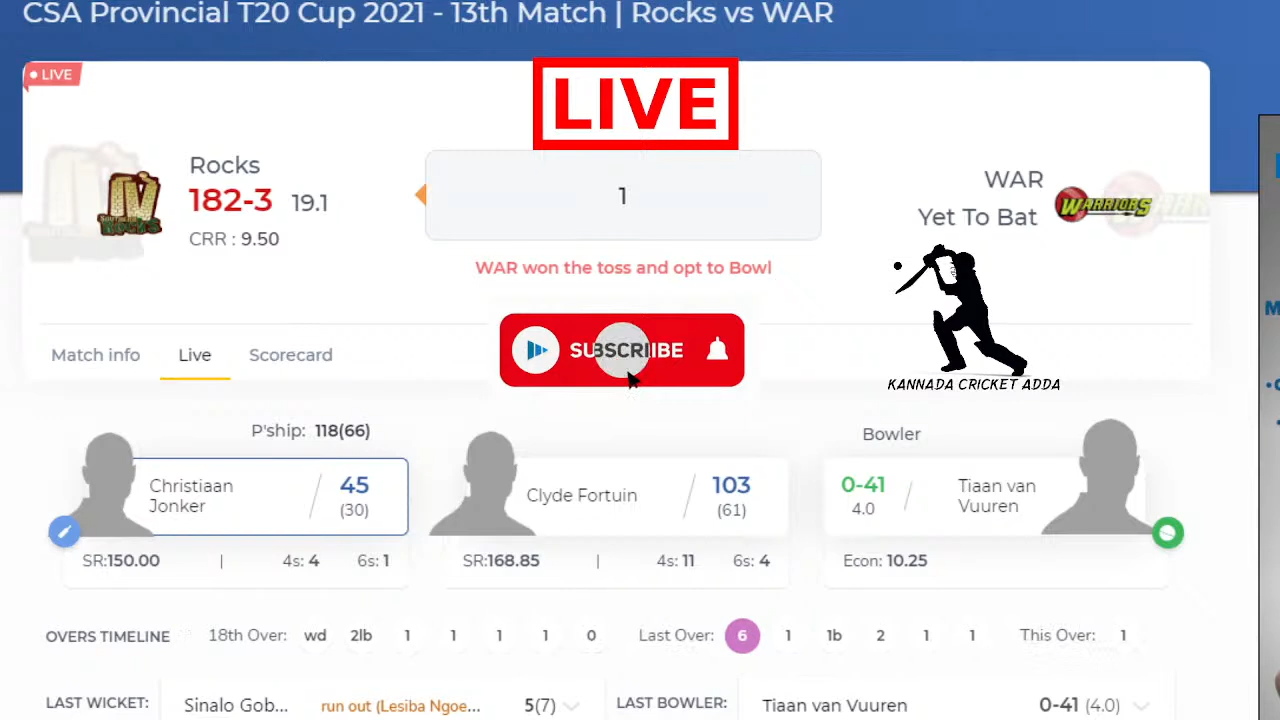 CSA Provincial T20 Cup 2021 - 13th Match | Rocks vs WAR
LIVE
LIVE
Rocks
182-3 19.1
CRR : 9.50
1
WAR
Yet To Bat
WARRIORS
WAR won the toss and opt to Bowl
Match info Live Scorecard
SUBSCRIBE
KANNADA CRICKET ADDA
P'ship: 118(66)
Christiaan Jonker
45
(30)
SR:150.00 | 4s: 4 6s: 1
Clyde Fortuin
103
(61)
SR:168.85 | 4s: 11 6s: 4
Bowler
0-41
4.0
Tiaan van Vuuren
Econ: 10.25
OVERS TIMELINE 18th Over: wd 2lb 1 1 1 1 0 Last Over: 6 1 1b 2 1 1 This Over: 1
LAST WICKET: Sinalo Gob... run out (Lesiba Ngoe... 5(7) LAST BOWLER: Tiaan van Vuuren 0-41 (4.0)